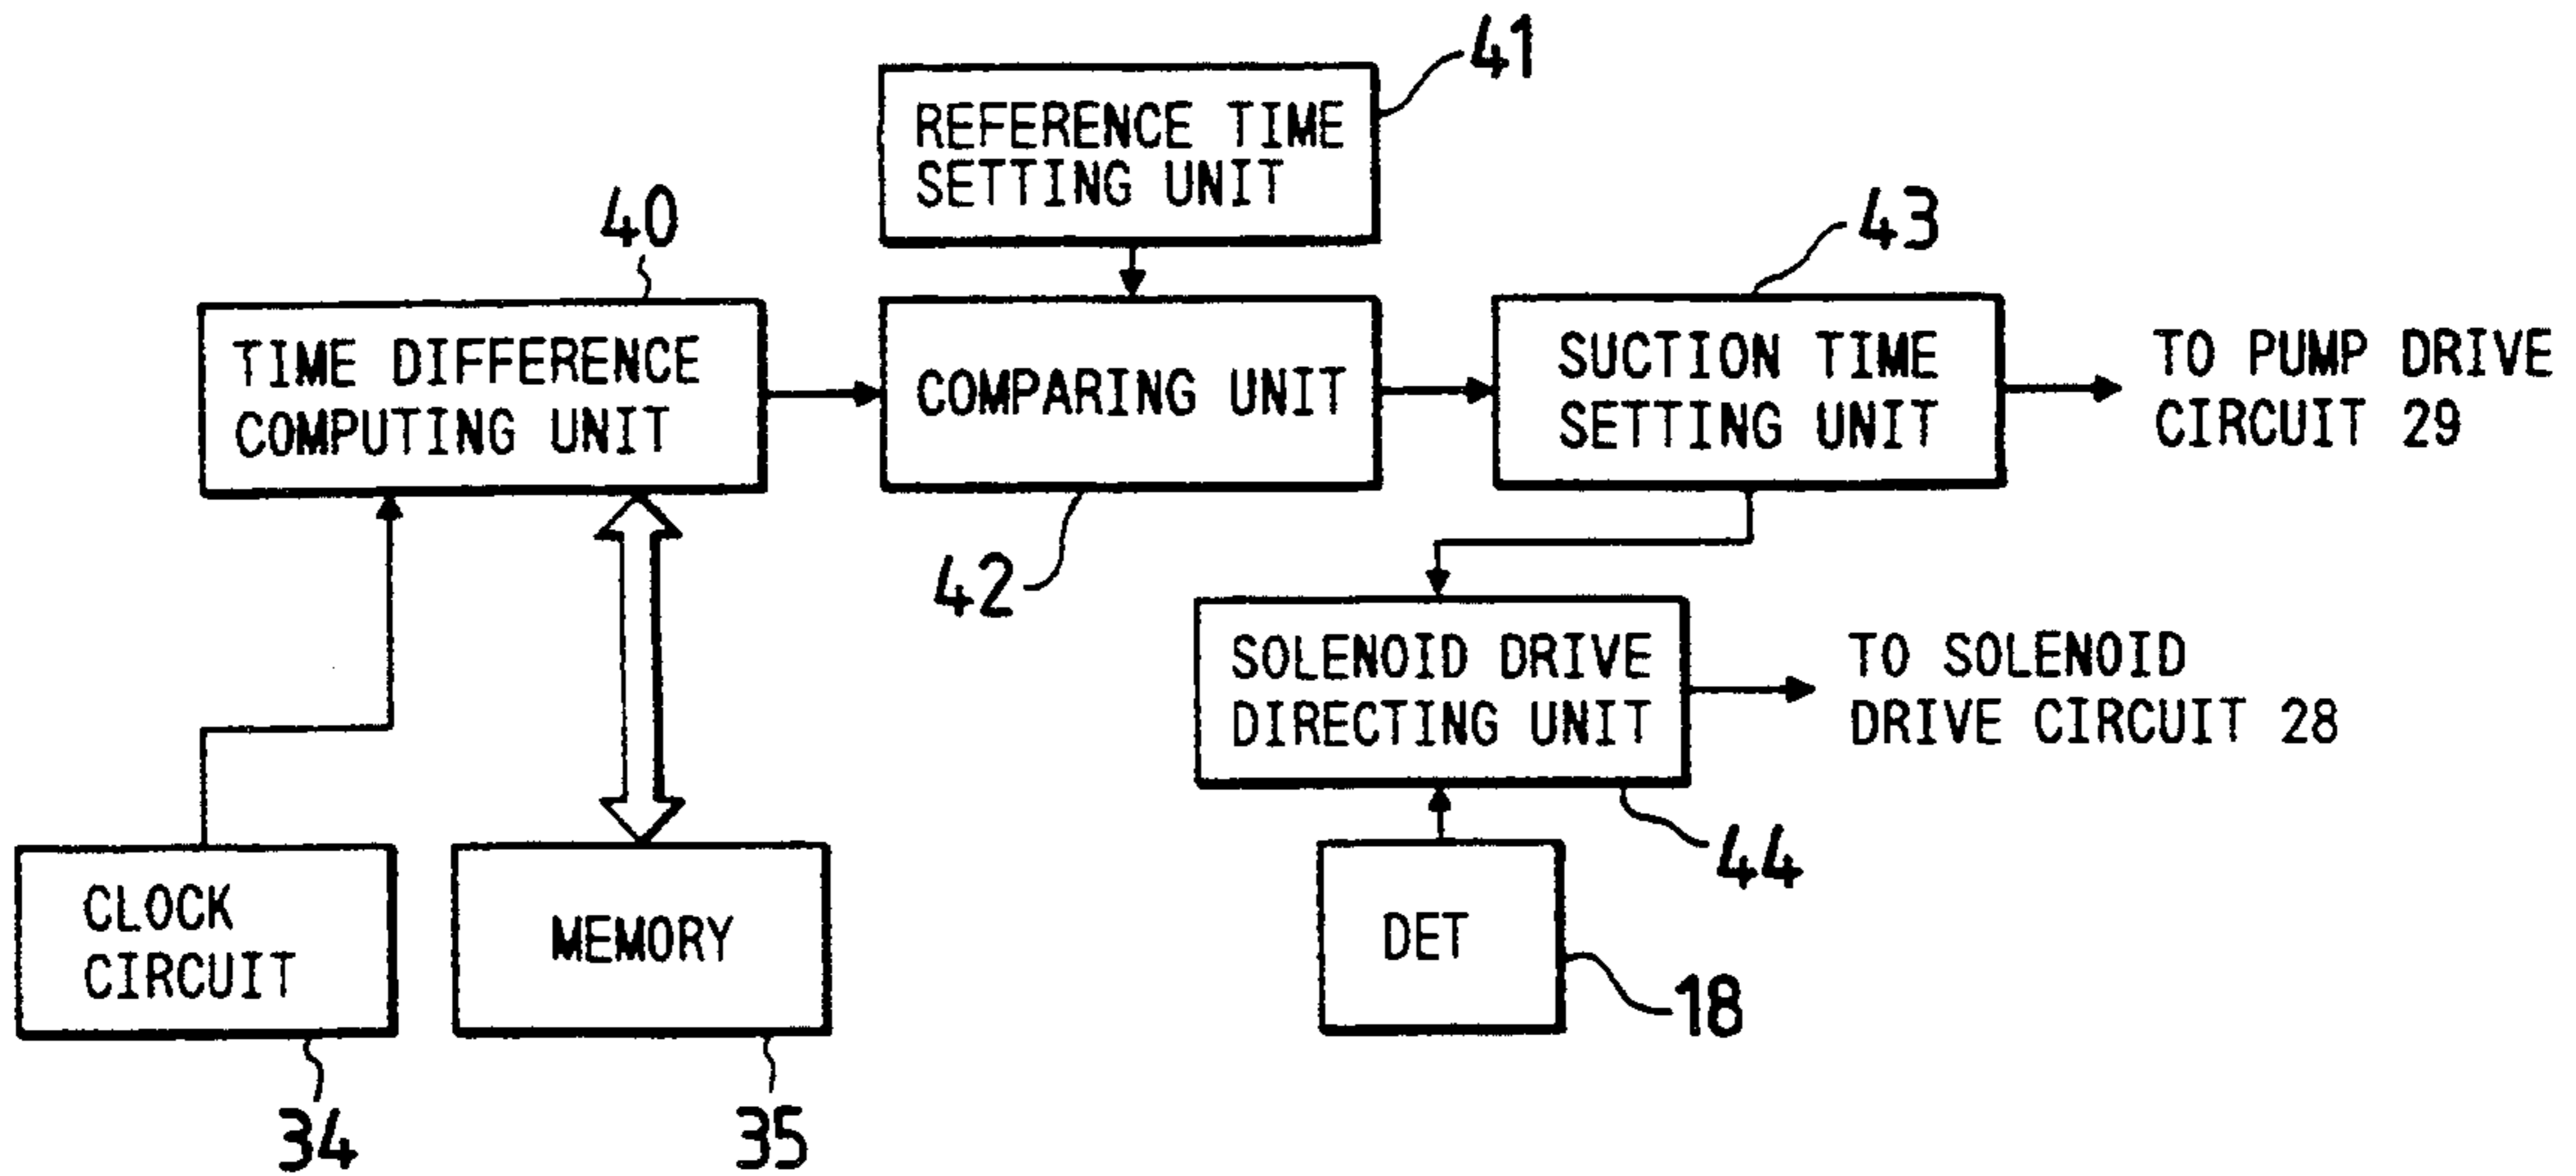 41
REFERENCE TIME
SETTING UNIT
40
43
TIME DIFFERENCE
COMPUTING UNIT
COMPARING UNIT
SUCTION TIME
SETTING UNIT
TO PUMP DRIVE
CIRCUIT 29
42
SOLENOID DRIVE
DIRECTING UNIT
TO SOLENOID
DRIVE CIRCUIT 28
44
CLOCK
CIRCUIT
MEMORY
DET
18
34
35